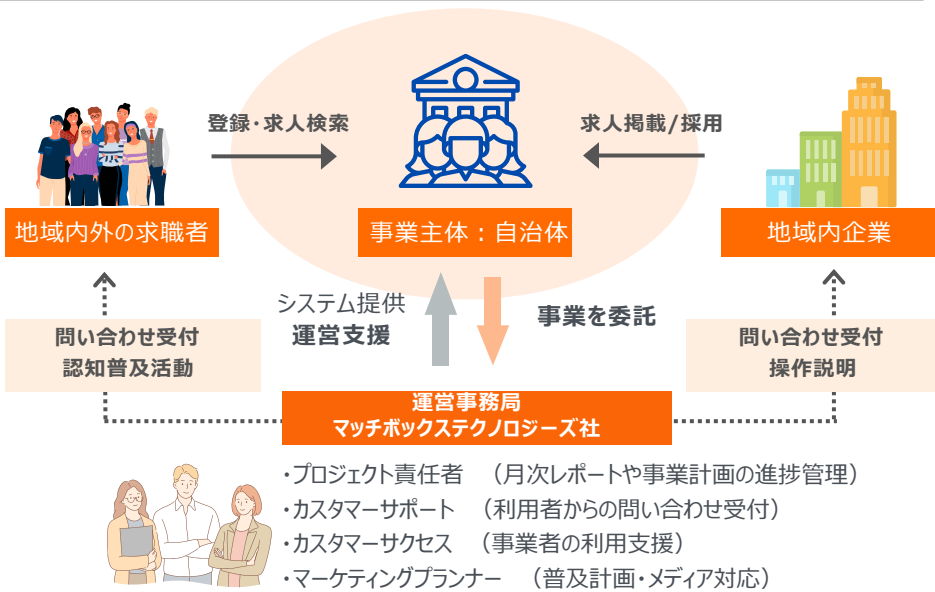 登録・求人検索
求人掲載/採用
地域内外の求職者
事業主体：自治体
地域内企業
システム提供
運営支援
事業を委託
問い合わせ受付
認知普及活動
問い合わせ受付
操作説明
運営事務局
マッチボックステクノロジーズ社
・プロジェクト責任者　（月次レポートや事業計画の進捗管理）
・カスタマーサポート　（利用者からの問い合わせ受付）
・カスタマーサクセス　（事業者の利用支援）
・マーケティングプランナー　（普及計画・メディア対応）